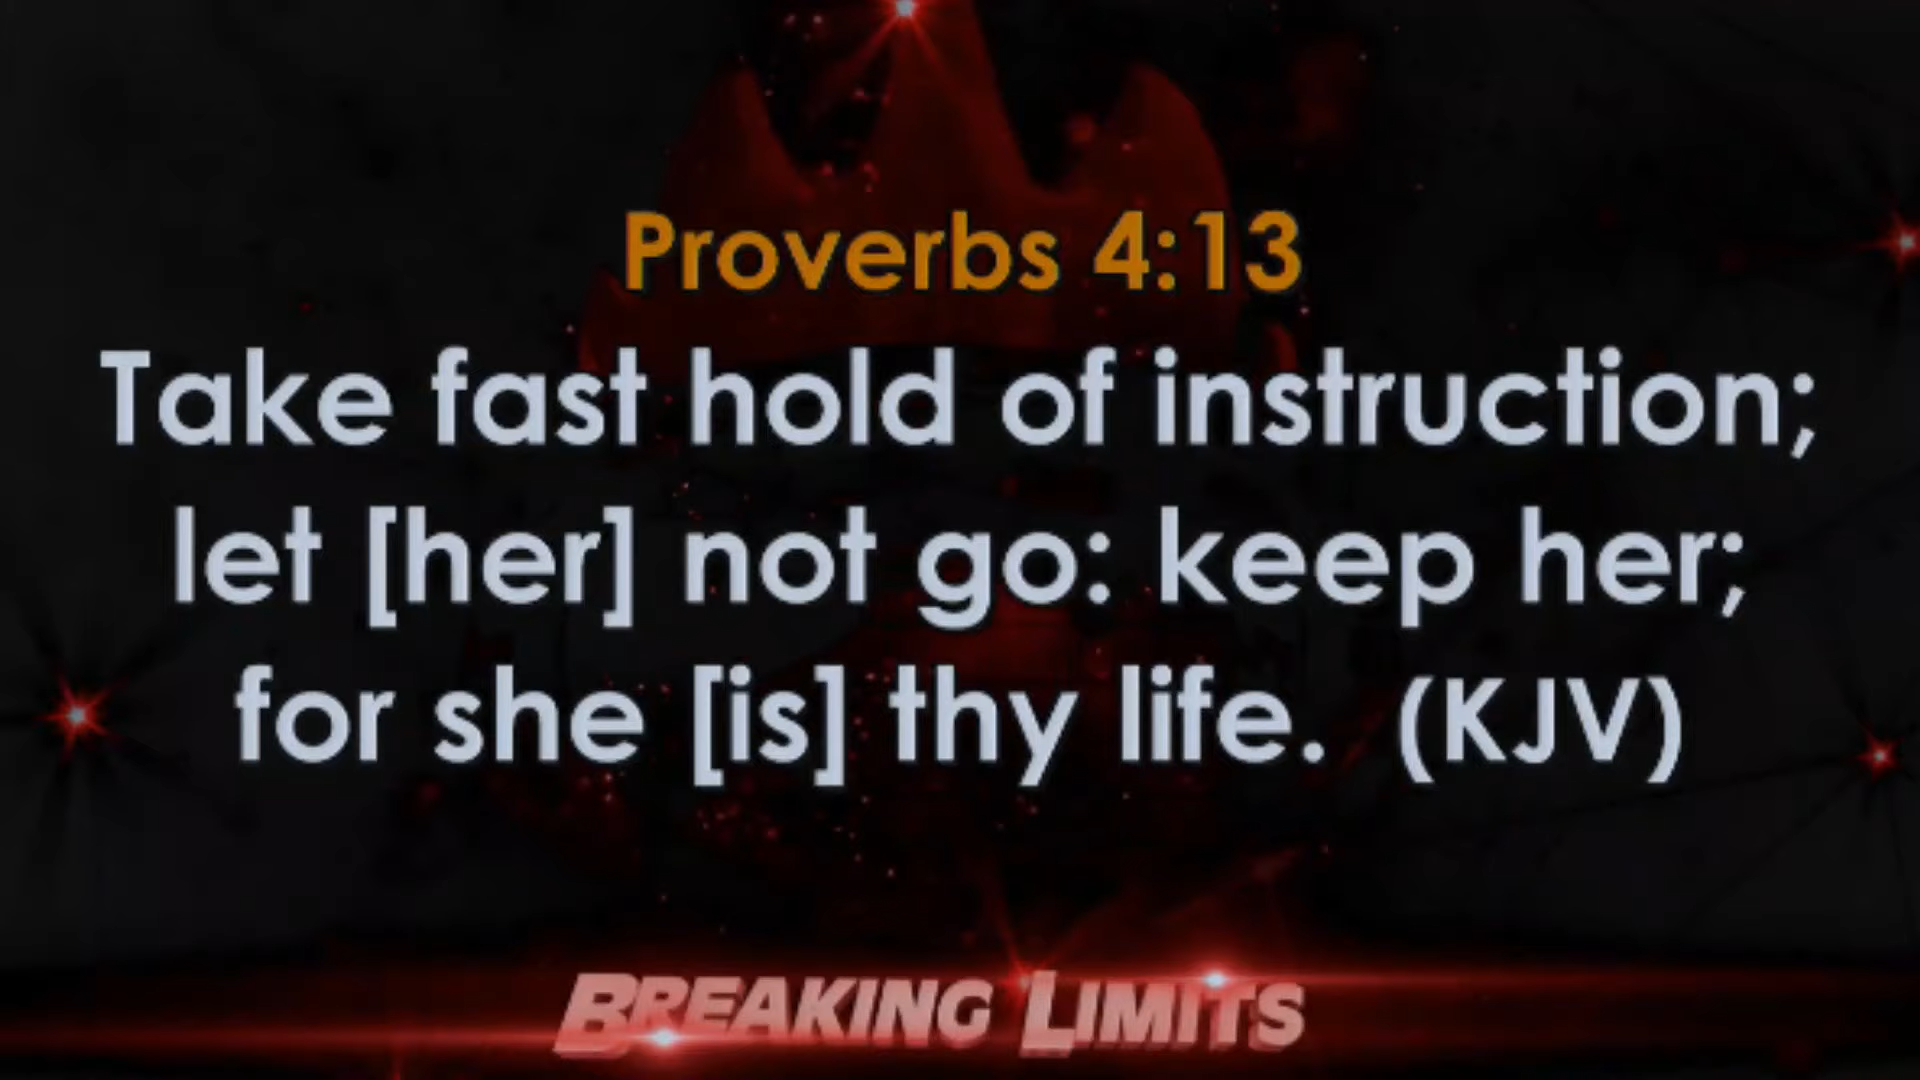 Proverbs 4:13
Take fast hold of instruction;
let [her] not go: keep her;
for she [is] thy life. (KJV)
BREAKING LIMITS